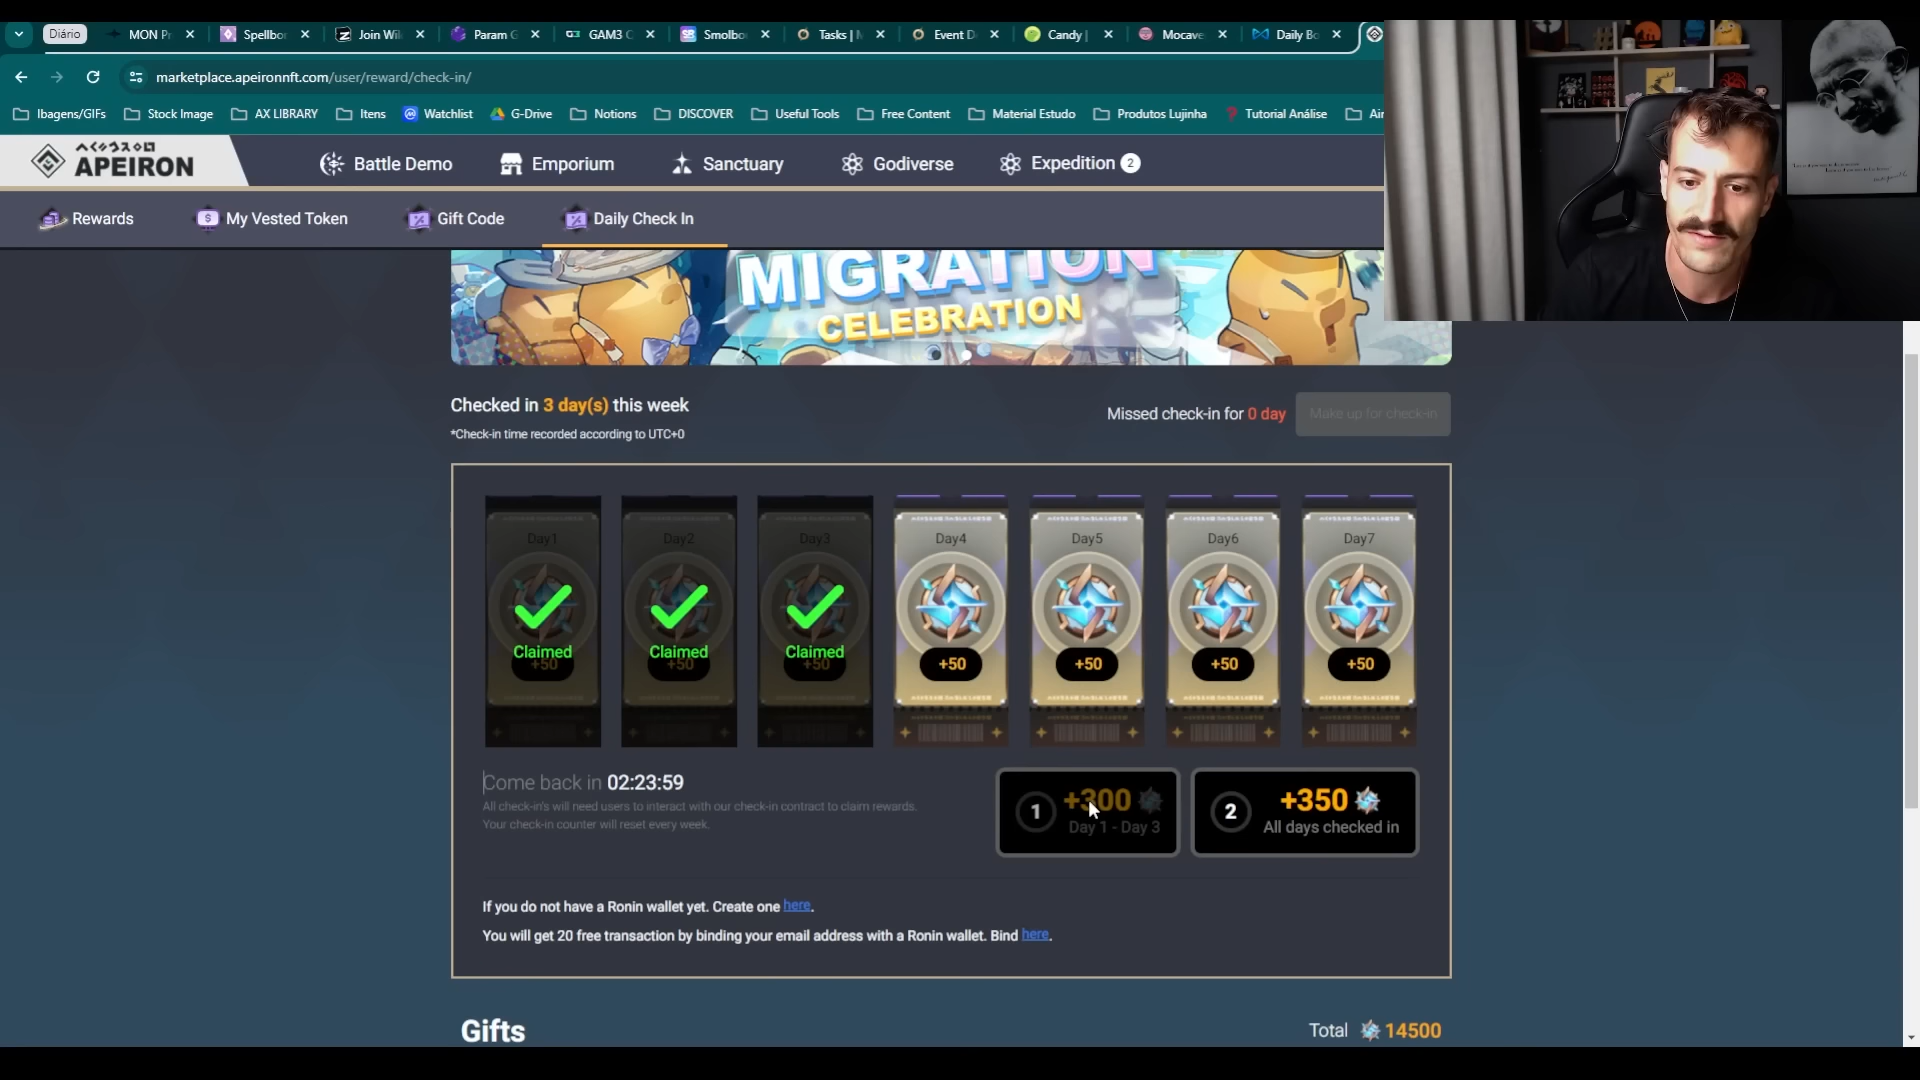 Diário
MON Pr
Spellbor
Join Wil
Param G
GAM3 G
Smolbo
Tasks | M
Event D
Candy |
Mocave
Daily Bo
marketplace.apeironnft.com/user/reward/check-in/
Ibagens/GIFs
Stock Image
AX LIBRARY
Itens
Watchlist
G-Drive
Notions
DISCOVER
Useful Tools
Free Content
Material Estudo
Produtos Lujinha
Tutorial Análise
Air
APEIRON
Battle Demo
Emporium
Sanctuary
Godiverse
Expedition 2
Rewards
My Vested Token
Gift Code
Daily Check In
MIGRATION
CELEBRATION
Checked in 3 day(s) this week
*Check-in time recorded according to UTC+0
Missed check-in for 0 day
Make up for check-in
Day1
Claimed
+50
Day2
Claimed
+50
Day3
Claimed
+50
Day4
+50
Day5
+50
Day6
+50
Day7
+50
Come back in 02:23:59
All check-in's will need users to interact with our check-in contract to claim rewards.
Your check-in counter will reset every week.
1
+300
Day 1 - Day 3
2
+350
All days checked in
If you do not have a Ronin wallet yet. Create one here.
You will get 20 free transaction by binding your email address with a Ronin wallet. Bind here.
Gifts
Total 14500